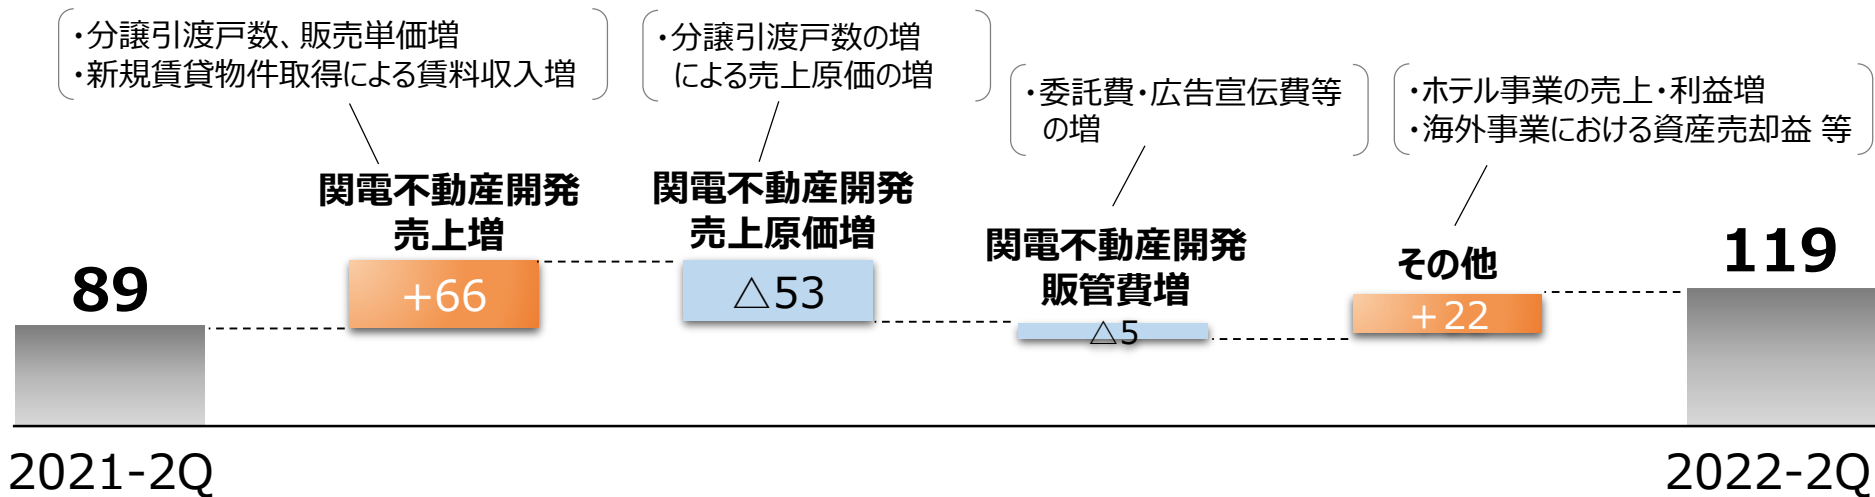 ・分譲引渡戸数、販売単価増
・新規賃貸物件取得による賃料収入増
・分譲引渡戸数の増
による売上原価の増
・委託費・広告宣伝費等
の増
・ホテル事業の売上・利益増
・海外事業における資産売却益 等
関電不動産開発
売上増
関電不動産開発
売上原価増
関電不動産開発
販管費増
その他
89
+66
△53
△5
+22
119
2021-2Q
2022-2Q